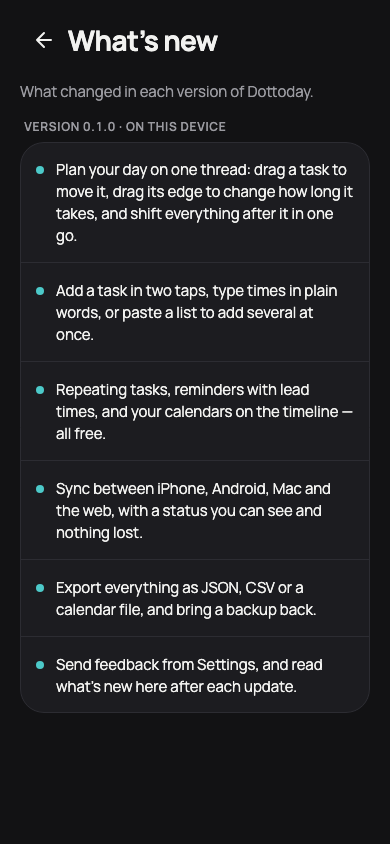 What's new
What changed in each version of Dottoday.
VERSION 0.1.0 · ON THIS DEVICE
Plan your day on one thread: drag a task to
move it, drag its edge to change how long it
takes, and shift everything after it in one
go.
Add a task in two taps, type times in plain
words, or paste a list to add several at
once.
Repeating tasks, reminders with lead
times, and your calendars on the timeline —
all free.
Sync between iPhone, Android, Mac and
the web, with a status you can see and
nothing lost.
Export everything as JSON, CSV or a
calendar file, and bring a backup back.
Send feedback from Settings, and read
what's new here after each update.